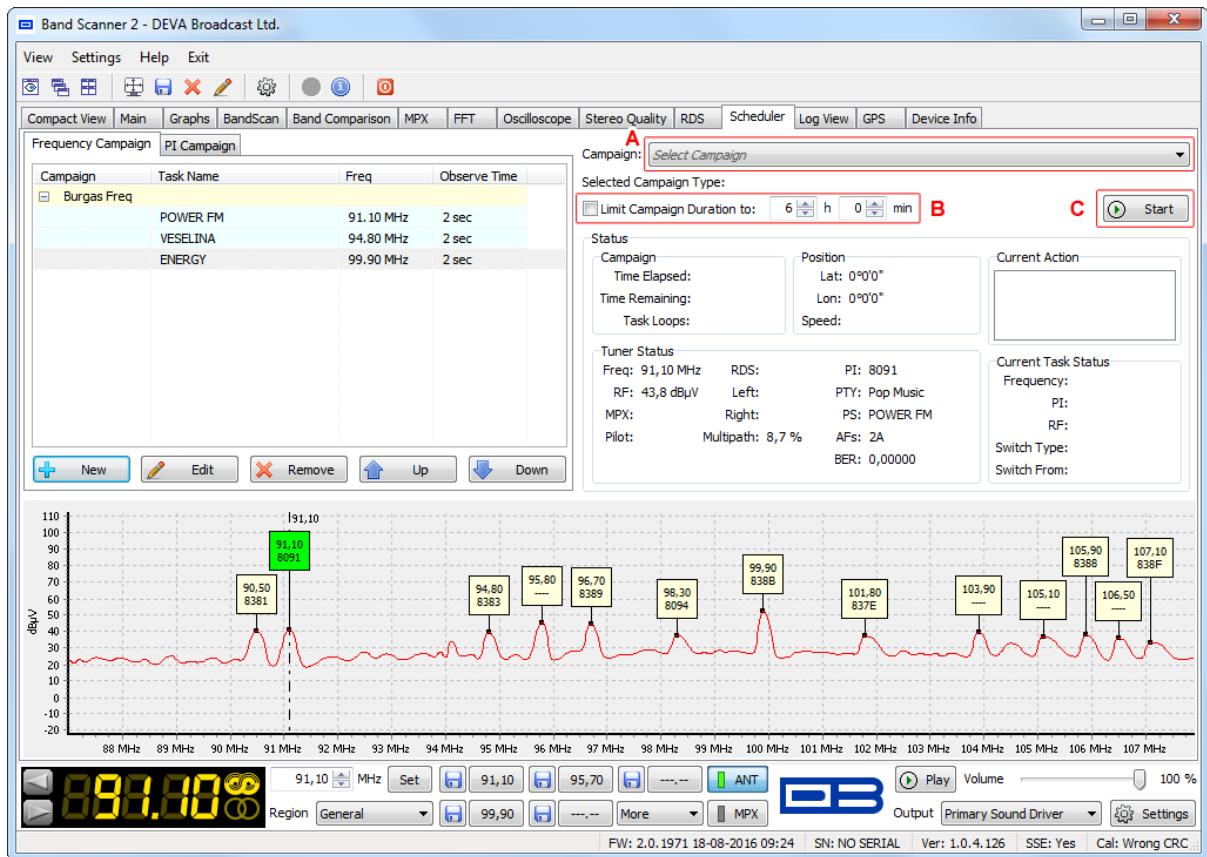 Band Scanner 2 - DEVA Broadcast Ltd.
View Settings Help Exit
Compact View Main Graphs BandScan Band Comparison MPX FFT Oscilloscope Stereo Quality RDS Scheduler Log View GPS Device Info
Frequency Campaign PI Campaign
Campaign Task Name Freq Observe Time
Burgas Freq
POWER FM 91.10 MHz 2 sec
VESELINA 94.80 MHz 2 sec
ENERGY 99.90 MHz 2 sec
New Edit Remove Up Down
A
Campaign: Select Campaign
Selected Campaign Type:
Limit Campaign Duration to: 6 h 0 min B
C Start
Status
Campaign
Time Elapsed:
Time Remaining:
Task Loops:
Position
Lat: 0°0'0"
Lon: 0°0'0"
Speed:
Current Action
Tuner Status
Freq: 91,10 MHz RDS: PI: 8091
RF: 43,8 dBµV Left: PTY: Pop Music
MPX: Right: PS: POWER FM
Pilot: Multipath: 8,7 % AFs: 2A
BER: 0,00000
Current Task Status
Frequency:
PI:
RF:
Switch Type:
Switch From:
dBµV
110
100
90
80
70
60
50
40
30
20
10
0
-10
-20
91,10
90,50
8381
91,10
8091
94,80
8383
95,80
----
96,70
8389
98,30
8094
99,90
838B
101,80
837E
103,90
----
105,10
----
105,90
8388
106,50
----
107,10
838F
88 MHz 89 MHz 90 MHz 91 MHz 92 MHz 93 MHz 94 MHz 95 MHz 96 MHz 97 MHz 98 MHz 99 MHz 100 MHz 101 MHz 102 MHz 103 MHz 104 MHz 105 MHz 106 MHz 107 MHz
91.10
91,10 MHz Set 91,10 95,70 ---,-- ANT
Region General 99,90 ---,-- More MPX
DB
Play Volume 100 %
Output Primary Sound Driver Settings
FW: 2.0.1971 18-08-2016 09:24 SN: NO SERIAL Ver: 1.0.4.126 SSE: Yes Cal: Wrong CRC